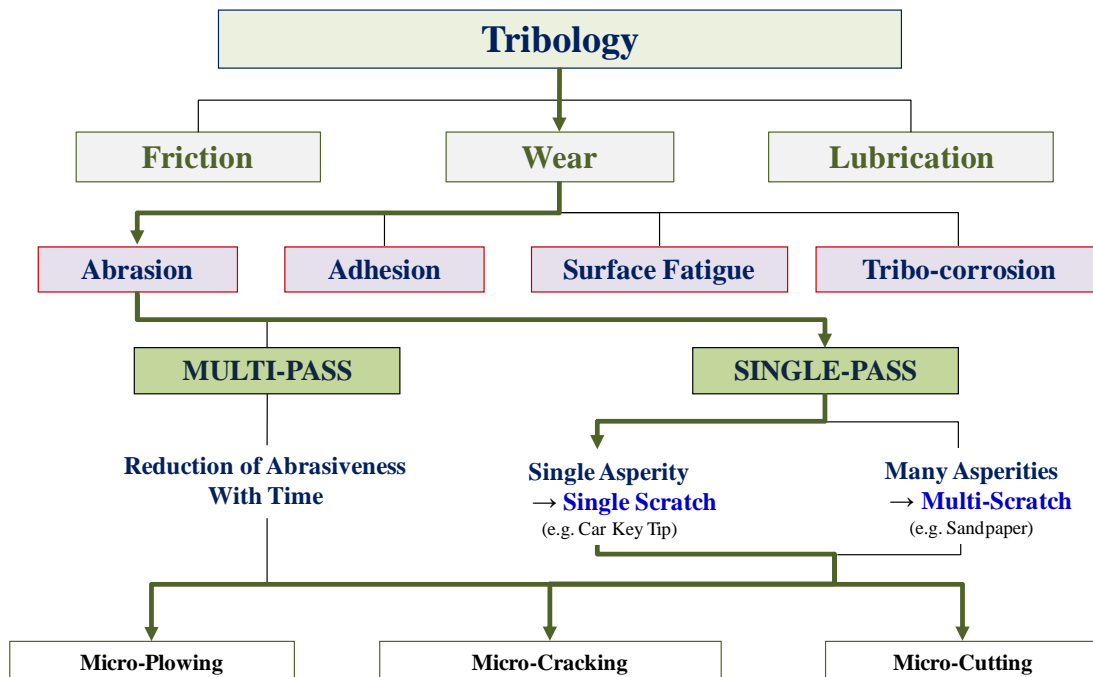 Tribology
Friction
Wear
Lubrication
Abrasion
Adhesion
Surface Fatigue
Tribo-corrosion
MULTI-PASS
SINGLE-PASS
Reduction of Abrasiveness
With Time
Single Asperity
→ Single Scratch
(e.g. Car Key Tip)
Many Asperities
→ Multi-Scratch
(e.g. Sandpaper)
Micro-Plowing
Micro-Cracking
Micro-Cutting